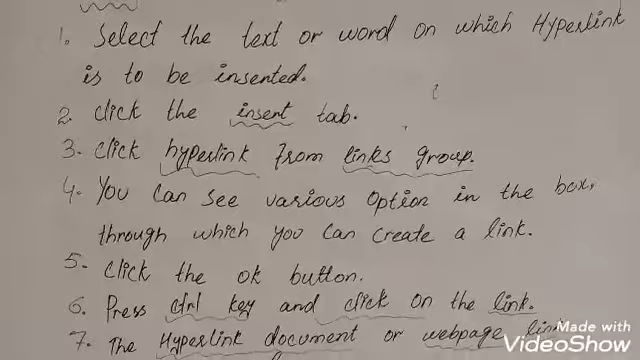 1. Select the text or word on which Hyperlink
is to be inserted.
2. click the insert tab.
3. Click hyperlink from links group.
4. You Can see various option in the box,
through which you can create a link.
5. Click the ok button.
6. Press ctrl key and click on the link.
7. The Hyperlink document or webpage link
Made with
VideoShow